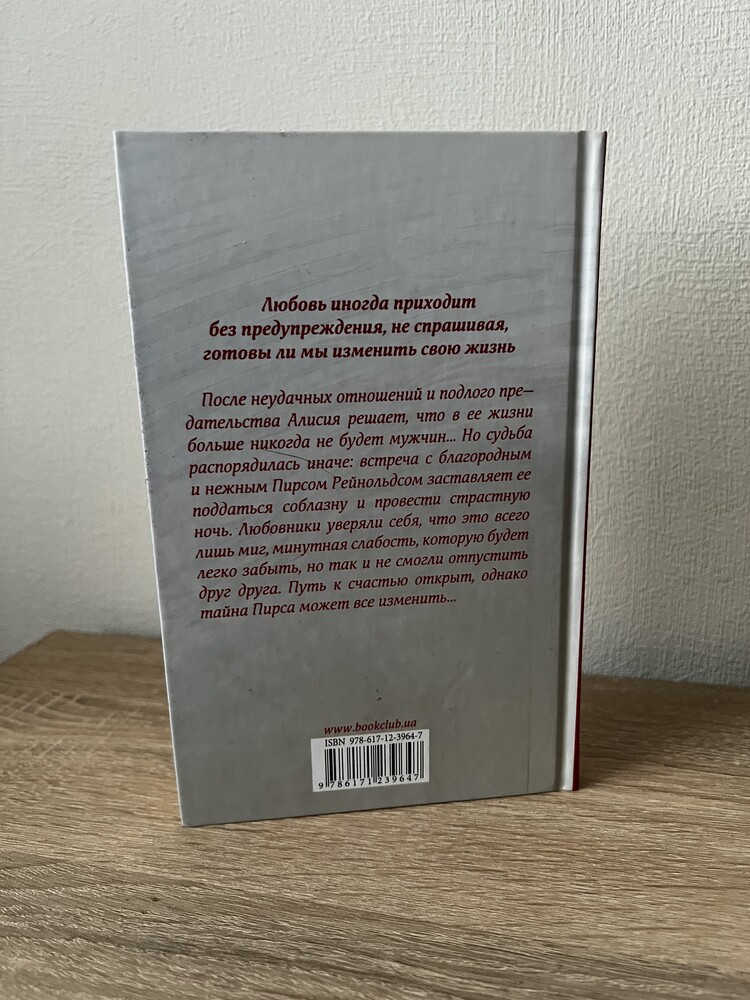 Любовь иногда приходит
без предупреждения, не спрашивая,
готовы ли мы изменить свою жизнь
После неудачных отношений и подлого пре-
дательства Алисия решает, что в ее жизни
больше никогда не будет мужчин... Но судьба
распорядилась иначе: встреча с благородным
и нежным Пирсом Рейнольдсом заставляет ее
поддаться соблазну и провести страстную
ночь. Любовники уверяли себя, что это всего
лишь миг, минутная слабость, которую будет
легко забыть, но так и не смогли отпустить
друг друга. Путь к счастью открыт, однако
тайна Пирса может все изменить...
www.bookclub.ua
ISBN 978-617-12-3964-7
9786171239647